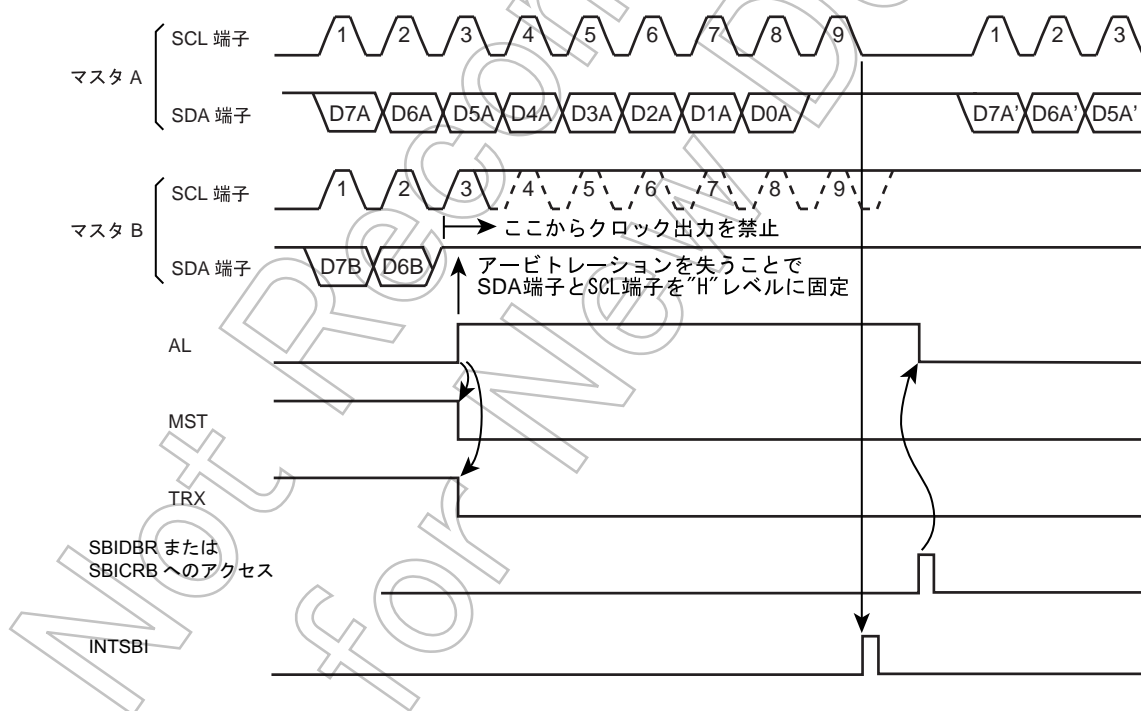 マスタ A
SCL 端子
1 2 3 4 5 6 7 8 9 1 2 3
SDA 端子
D7A D6A D5A D4A D3A D2A D1A D0A D7A' D6A' D5A'
マスタ B
SCL 端子
1 2 3 4 5 6 7 8 9
ここからクロック出力を禁止
SDA 端子
D7B D6B
アービトレーションを失うことで
SDA端子とSCL端子を"H"レベルに固定
AL
MST
TRX
SBIDBR または
SBICRB へのアクセス
INTSBI
Not Recom
for New De